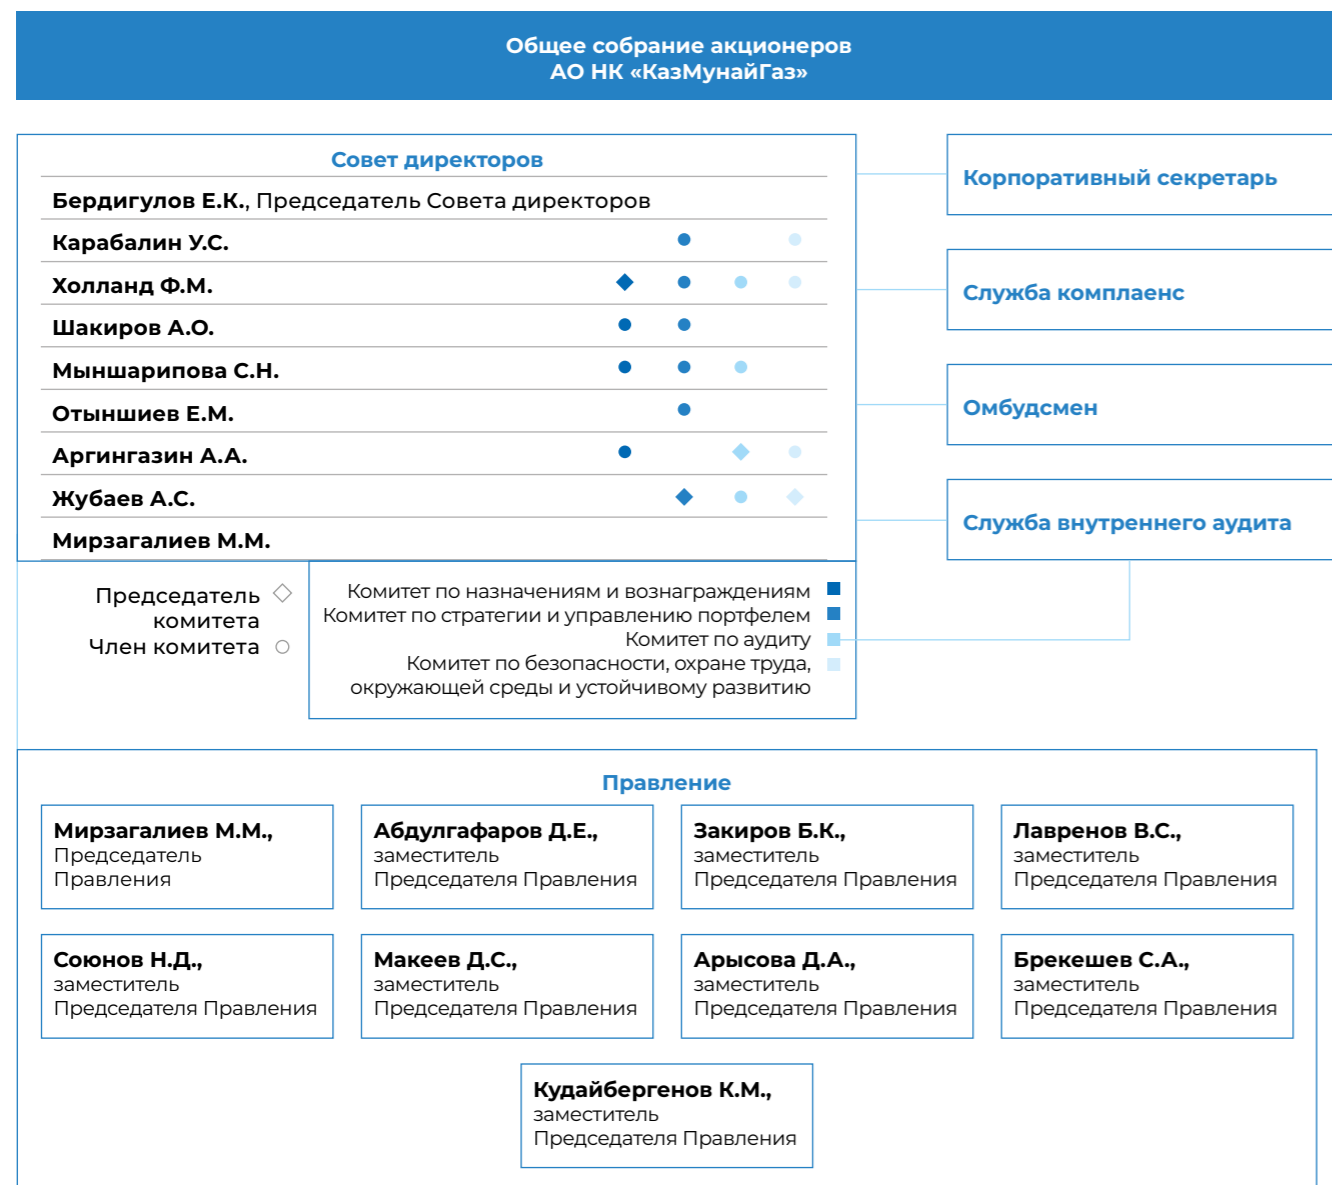 Общее собрание акционеров
АО НК «КазМунайГаз»
Совет директоров
Бердигулов Е.К., Председатель Совета директоров
Карабалин У.С.
Холланд Ф.М.
Шакиров А.О.
Мыншарипова С.Н.
Отыншиев Е.М.
Аргингазин А.А.
Жубаев А.С.
Мирзагалиев М.М.
Корпоративный секретарь
Служба комплаенс
Омбудсмен
Служба внутреннего аудита
Председатель
комитета
Член комитета
Комитет по назначениям и вознаграждениям
Комитет по стратегии и управлению портфелем
Комитет по аудиту
Комитет по безопасности, охране труда,
окружающей среды и устойчивому развитию
Правление
Мирзагалиев М.М.,
Председатель
Правления
Абдулгафаров Д.Е.,
заместитель
Председателя Правления
Закиров Б.К.,
заместитель
Председателя Правления
Лавренов В.С.,
заместитель
Председателя Правления
Союнов Н.Д.,
заместитель
Председателя Правления
Макеев Д.С.,
заместитель
Председателя Правления
Арысова Д.А.,
заместитель
Председателя Правления
Брекешев С.А.,
заместитель
Председателя Правления
Кудайбергенов К.М.,
заместитель
Председателя Правления